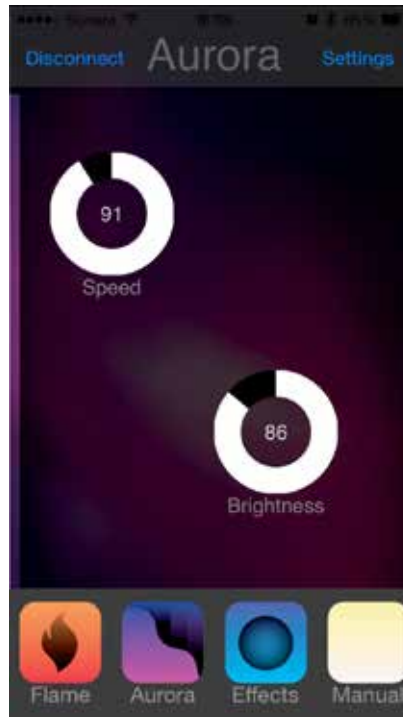 Disconnect Aurora Settings
91
Speed
86
Brightness
Flame Aurora Effects Manual